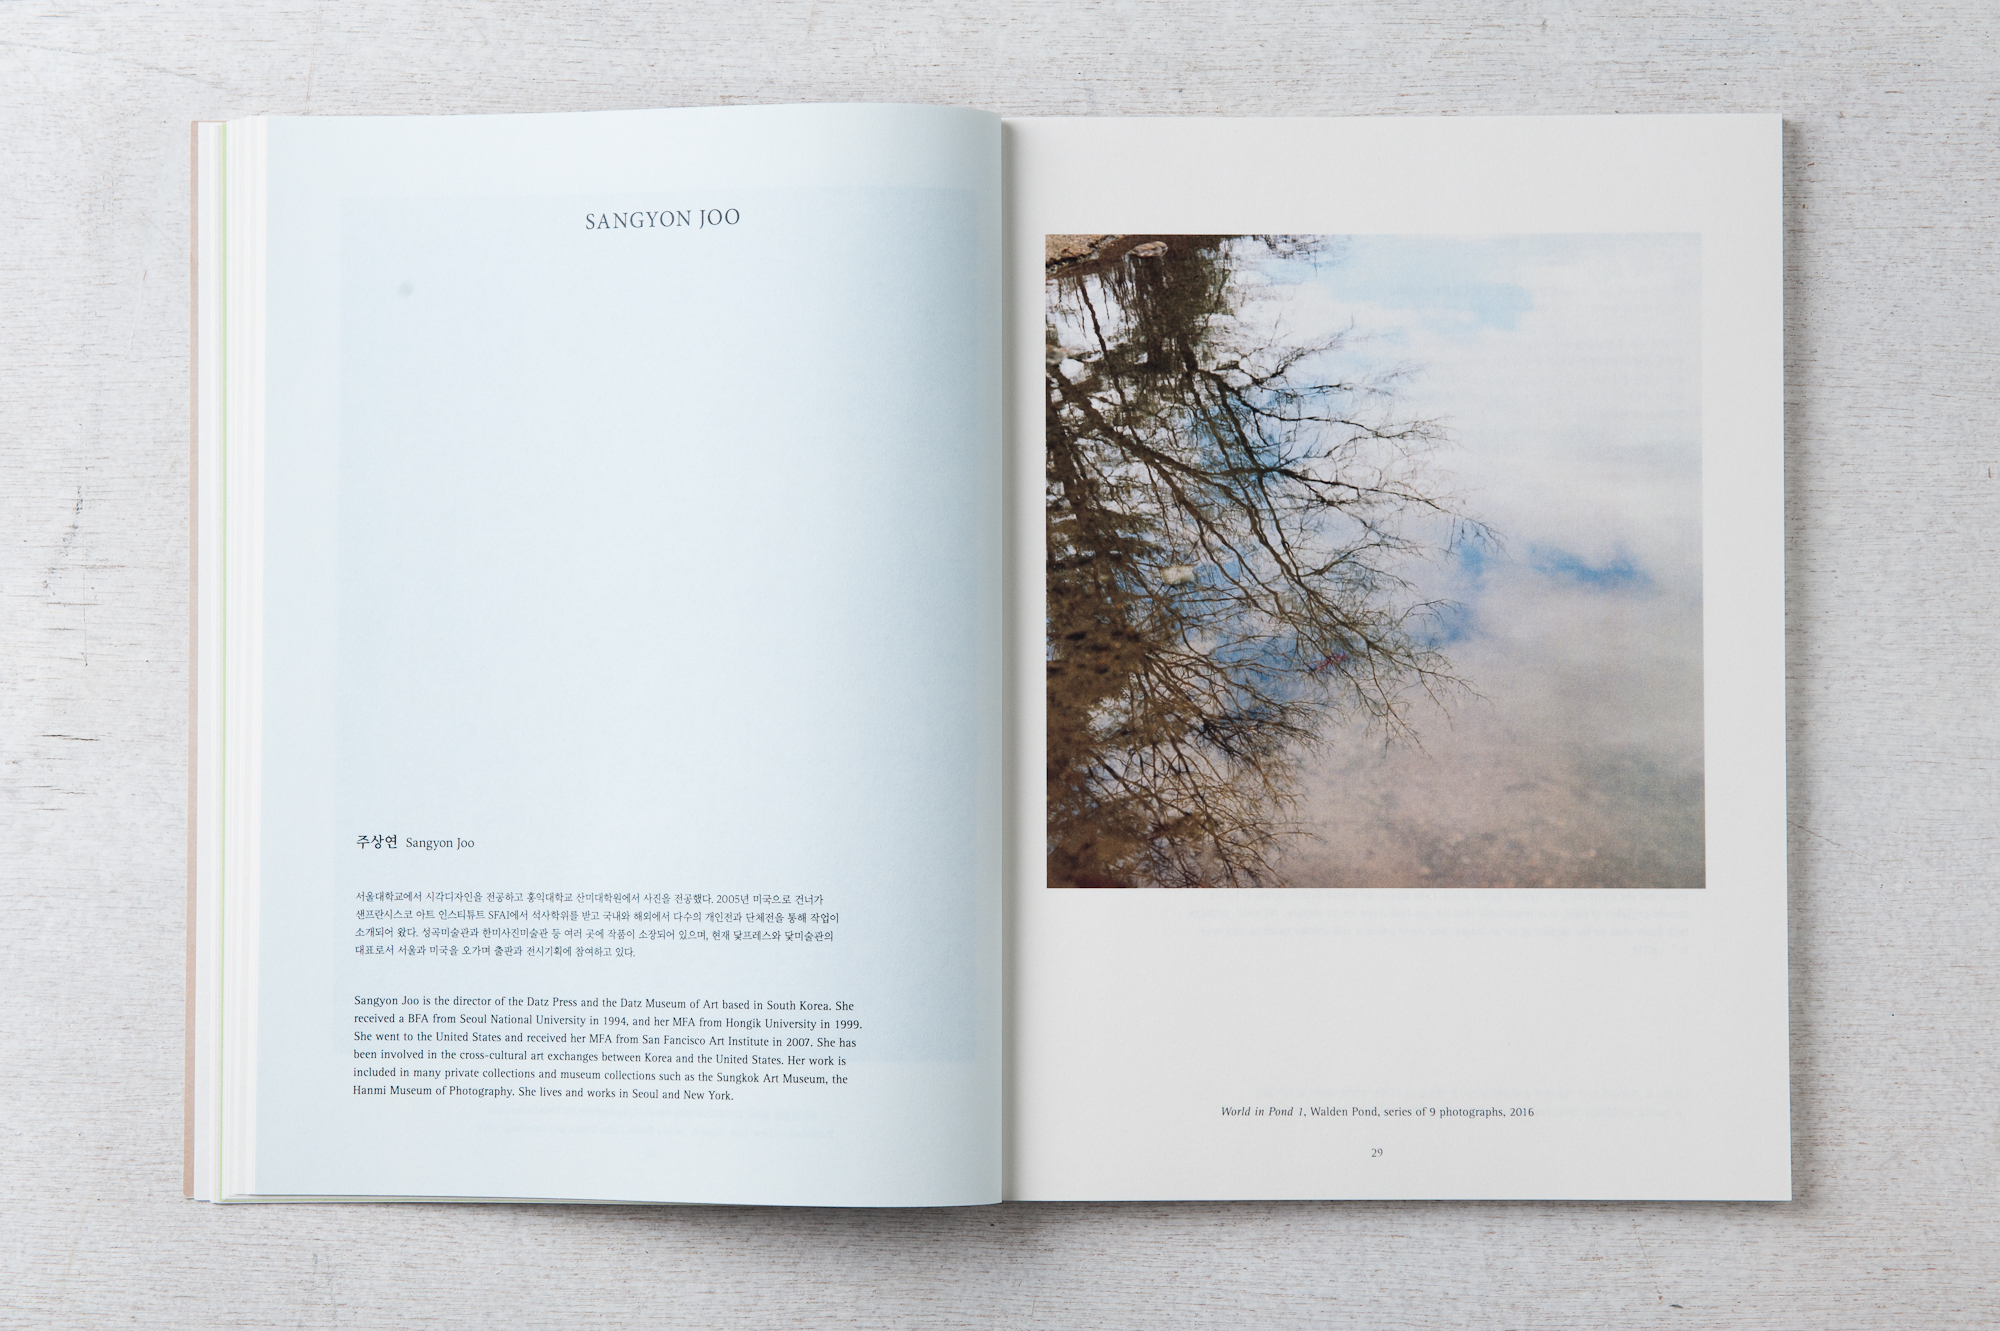 SANGYON JOO
주상연 Sangyon Joo
서울대학교에서 시각디자인을 전공하고 홍익대학교 산미대학원에서 사진을 전공했다. 2005년 미국으로 건너가
샌프란시스코 아트 인스티튜트 SFAI에서 석사학위를 받고 국내와 해외에서 다수의 개인전과 단체전을 통해 작업이
소개되어 왔다. 성곡미술관과 한미사진미술관 등 여러 곳에 작품이 소장되어 있으며, 현재 닻프레스와 닻미술관의
대표로서 서울과 미국을 오가며 출판과 전시기획에 참여하고 있다.
Sangyon Joo is the director of the Datz Press and the Datz Museum of Art based in South Korea. She
received a BFA from Seoul National University in 1994, and her MFA from Hongik University in 1999.
She went to the United States and received her MFA from San Fancisco Art Institute in 2007. She has
been involved in the cross-cultural art exchanges between Korea and the United States. Her work is
included in many private collections and museum collections such as the Sungkok Art Museum, the
Hanmi Museum of Photography. She lives and works in Seoul and New York.
World in Pond 1, Walden Pond, series of 9 photographs, 2016
29